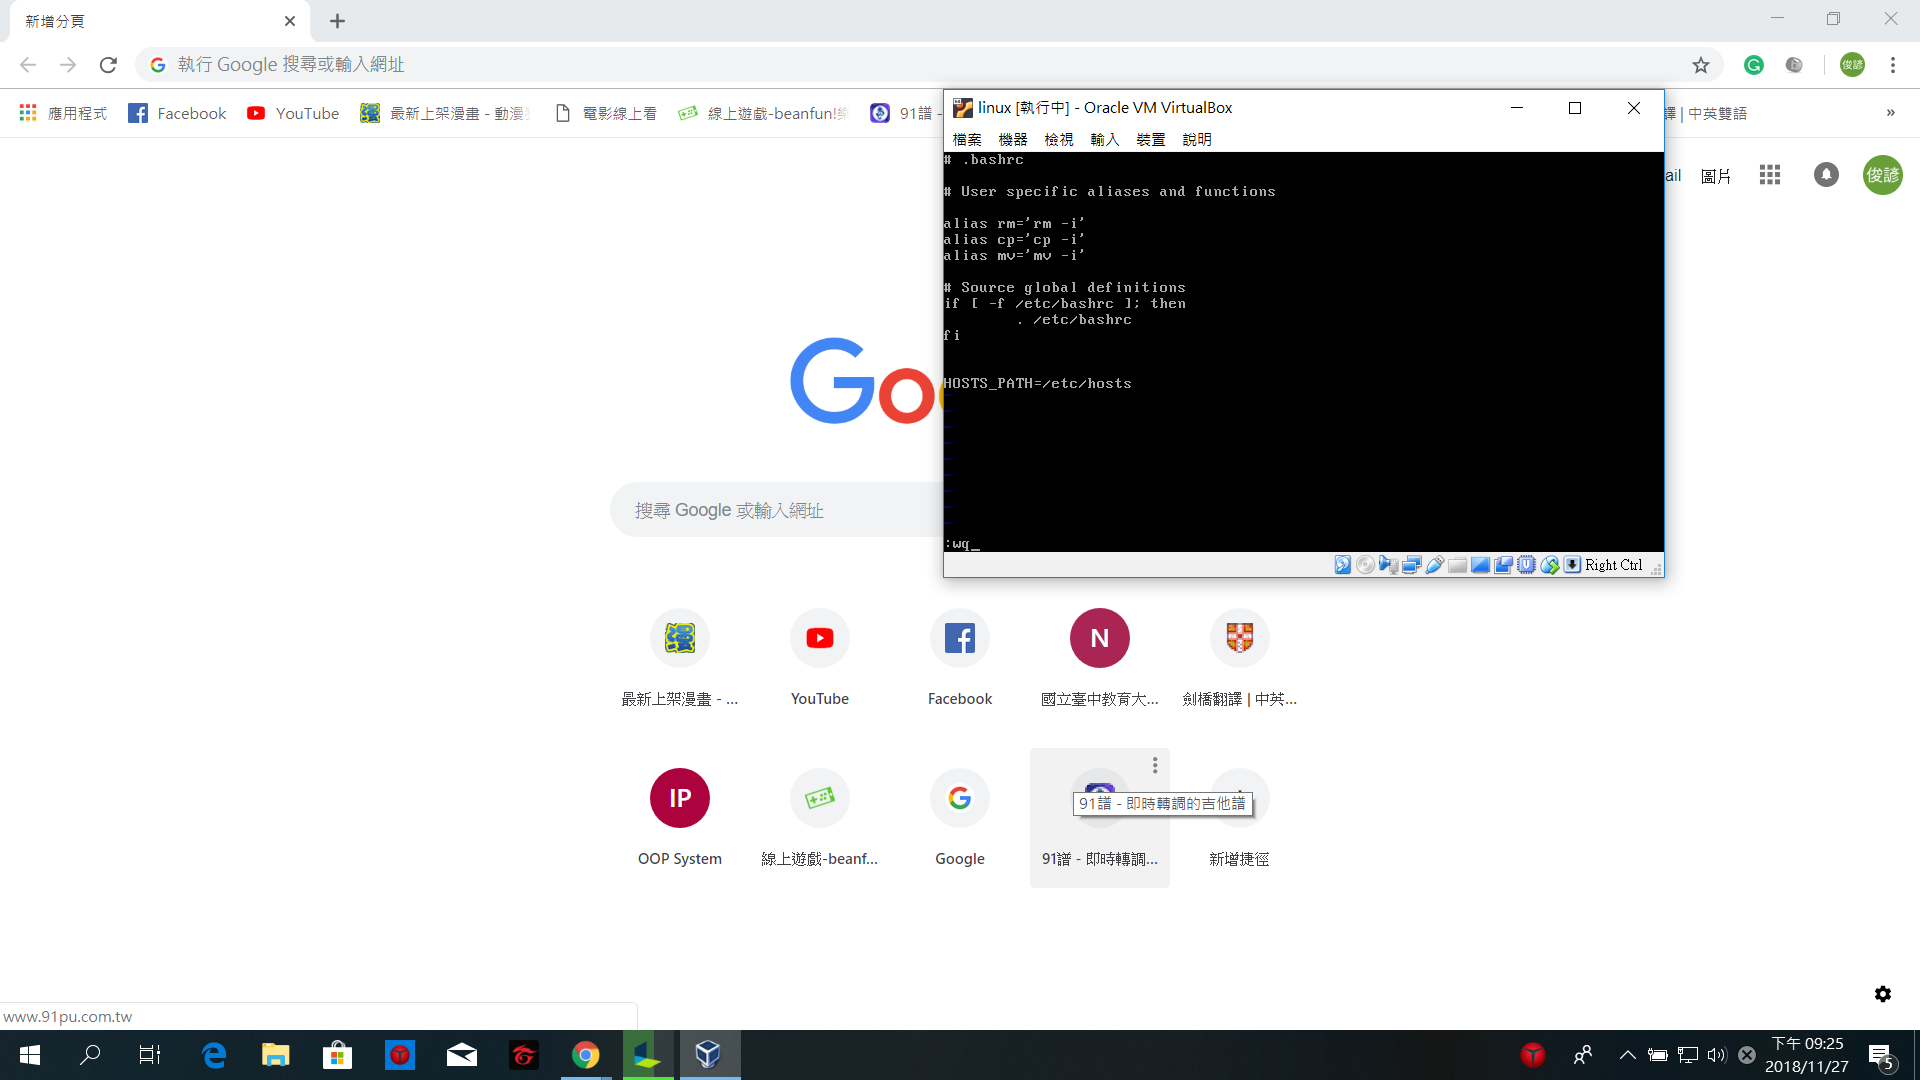 新增分頁
執行 Google 搜尋或輸入網址
應用程式
Facebook
YouTube
最新上架漫畫 - 動漫
電影線上看
線上遊戲-beanfun!樂
91譜 -
譯 | 中英雙語
»
linux [執行中] - Oracle VM VirtualBox
檔案 機器 檢視 輸入 裝置 說明
# .bashrc
# User specific aliases and functions
alias rm='rm -i'
alias cp='cp -i'
alias mv='mv -i'
# Source global definitions
if [ -f /etc/bashrc ]; then
. /etc/bashrc
fi
HOSTS_PATH=/etc/hosts
~
~
~
~
~
~
~
~
~
:wq_
Right Ctrl
ail
圖片
俊諺
俊諺
Goo
搜尋 Google 或輸入網址
最新上架漫畫 - ...
YouTube
Facebook
N
國立臺中教育大...
劍橋翻譯 | 中英...
IP
OOP System
線上遊戲-beanf...
Google
91譜 - 即時轉調的吉他譜
91譜 - 即時轉調...
新增捷徑
www.91pu.com.tw
下午 09:25
2018/11/27
5